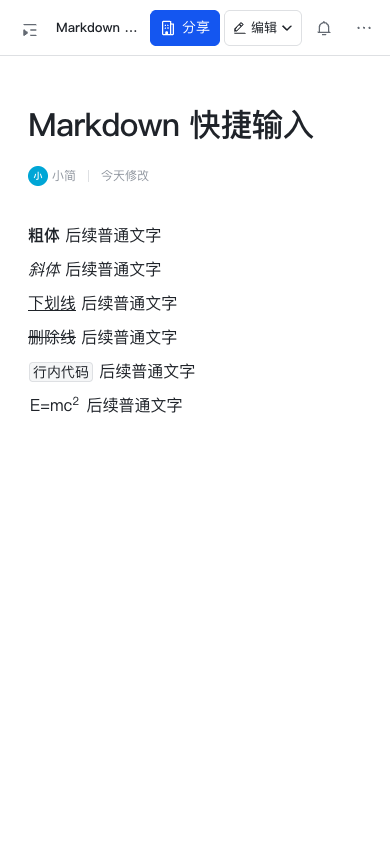 Markdown ... 分享 编辑
Markdown 快捷输入
小 小简 今天修改
粗体 后续普通文字
斜体 后续普通文字
下划线 后续普通文字
删除线 后续普通文字
行内代码 后续普通文字
E=mc² 后续普通文字